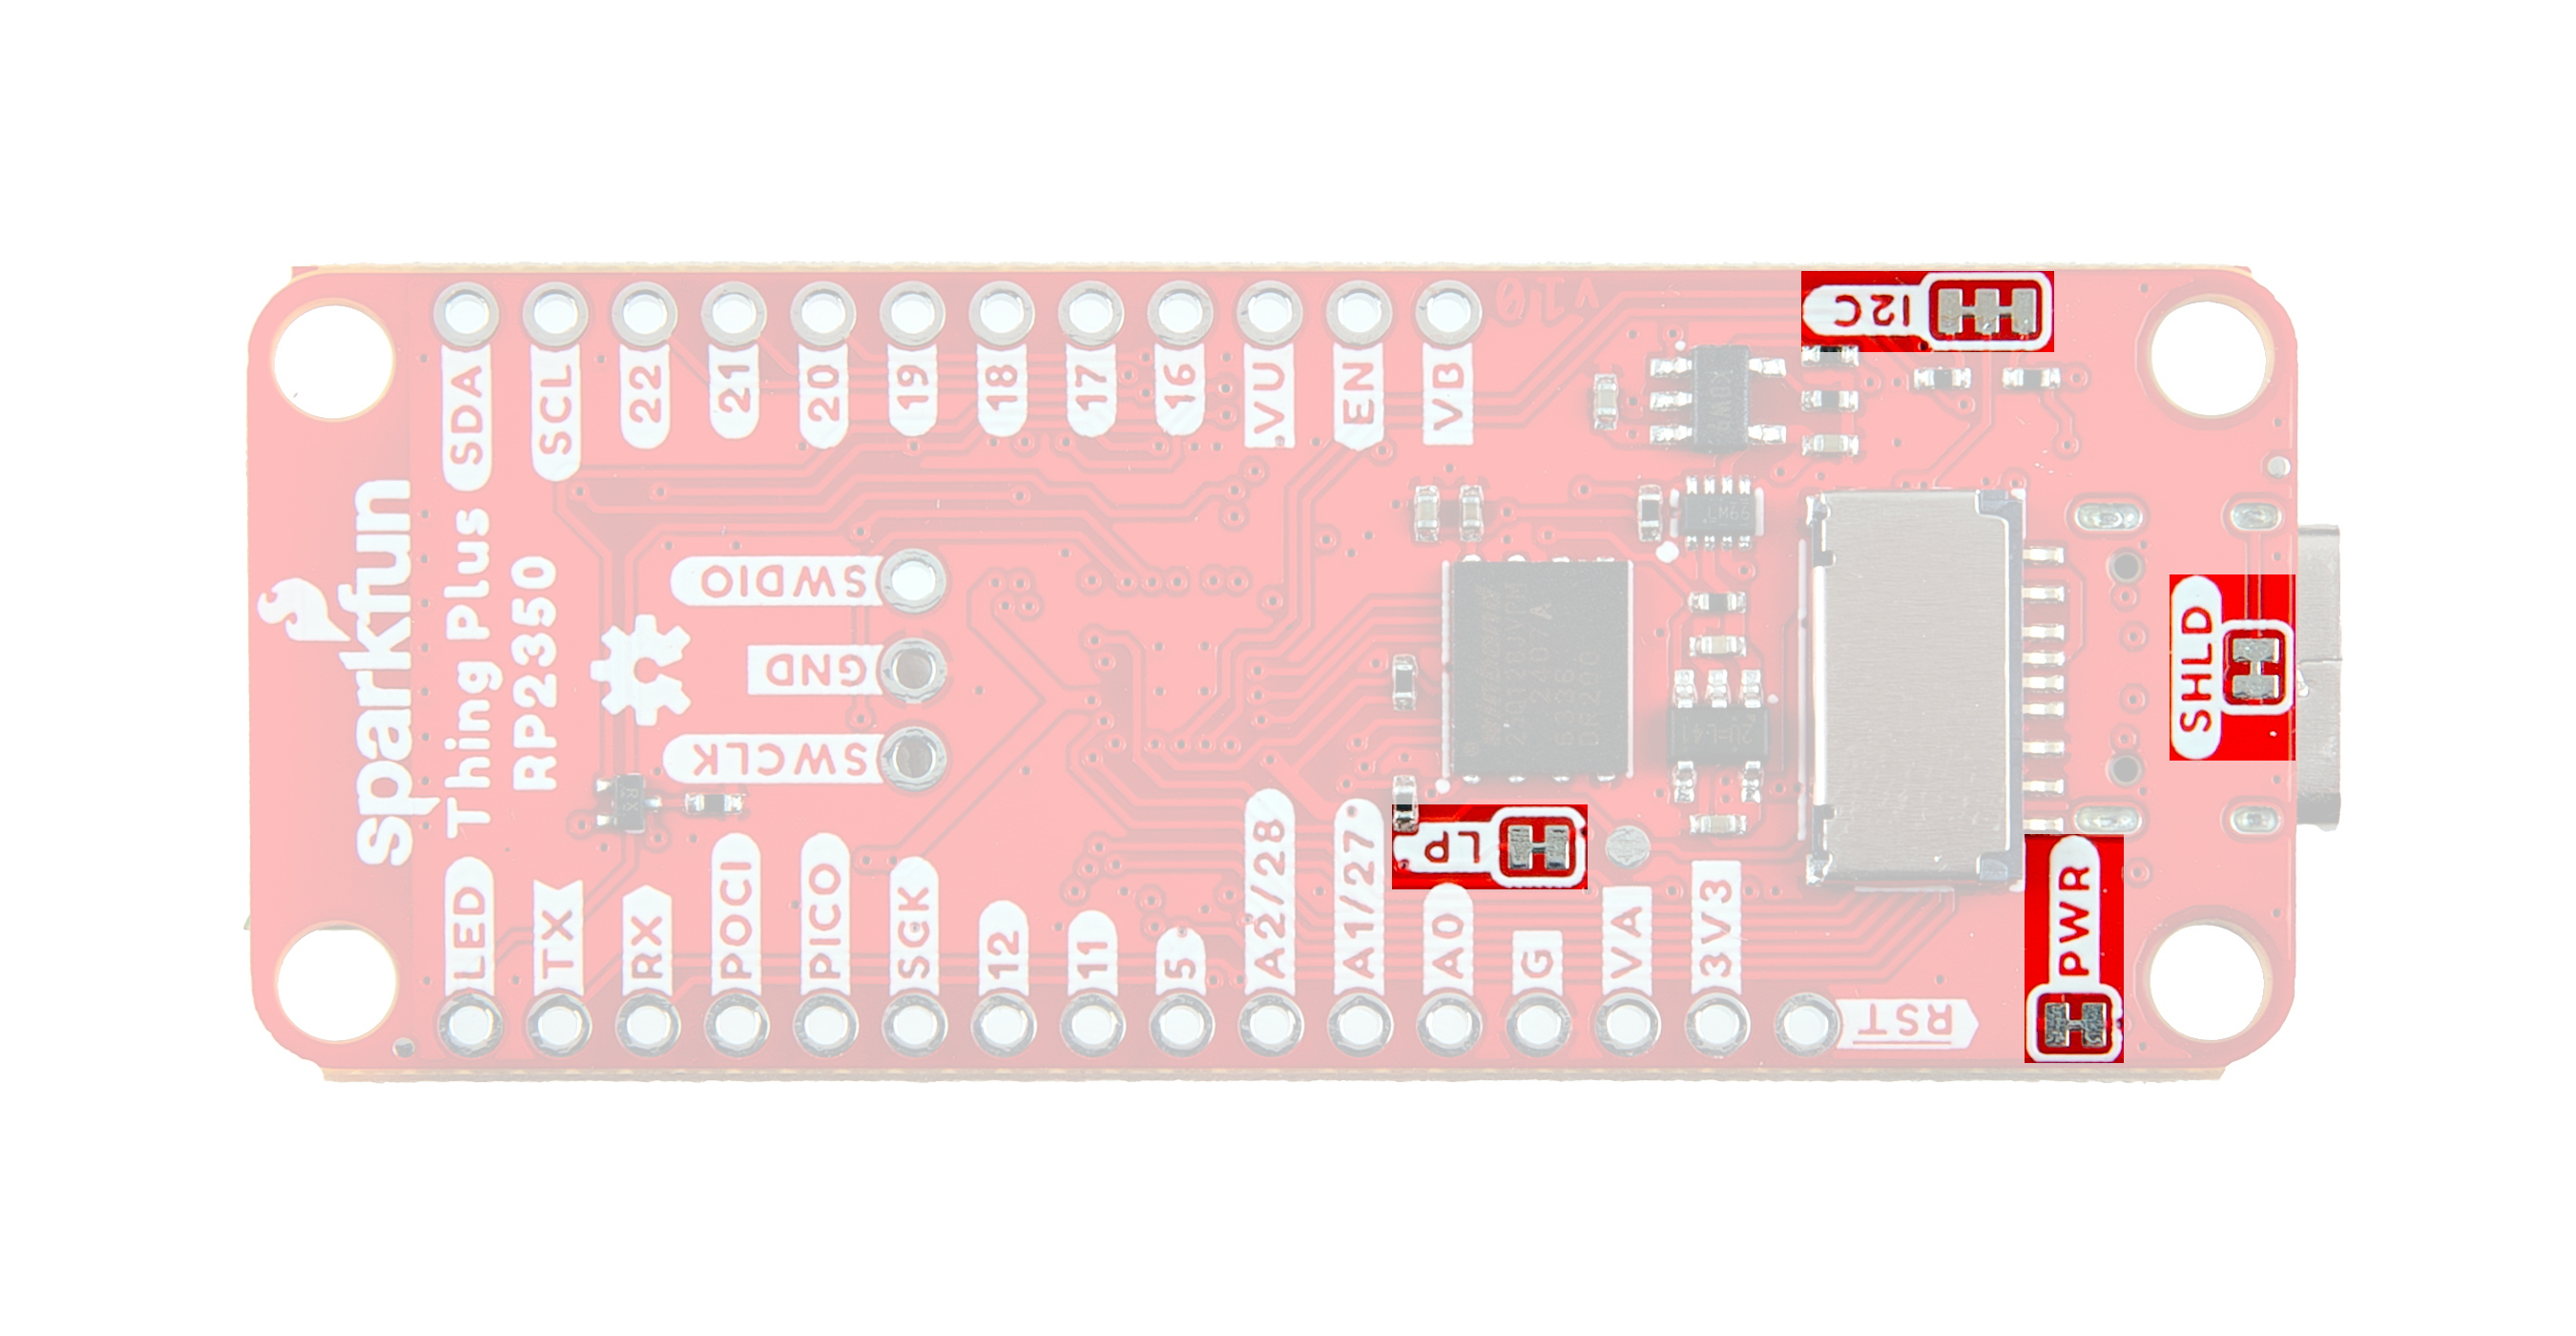 v10
I2C
SDA
SCL
22
21
20
19
18
17
16
VU
EN
VB
sparkfun
Thing Plus
RP2350
SWDIO
GND
SWCLK
SHLD
LP
PWR
LED
TX
RX
POCI
PICO
SCK
12
11
5
A2/28
A1/27
A0
G
VA
3V3
RST